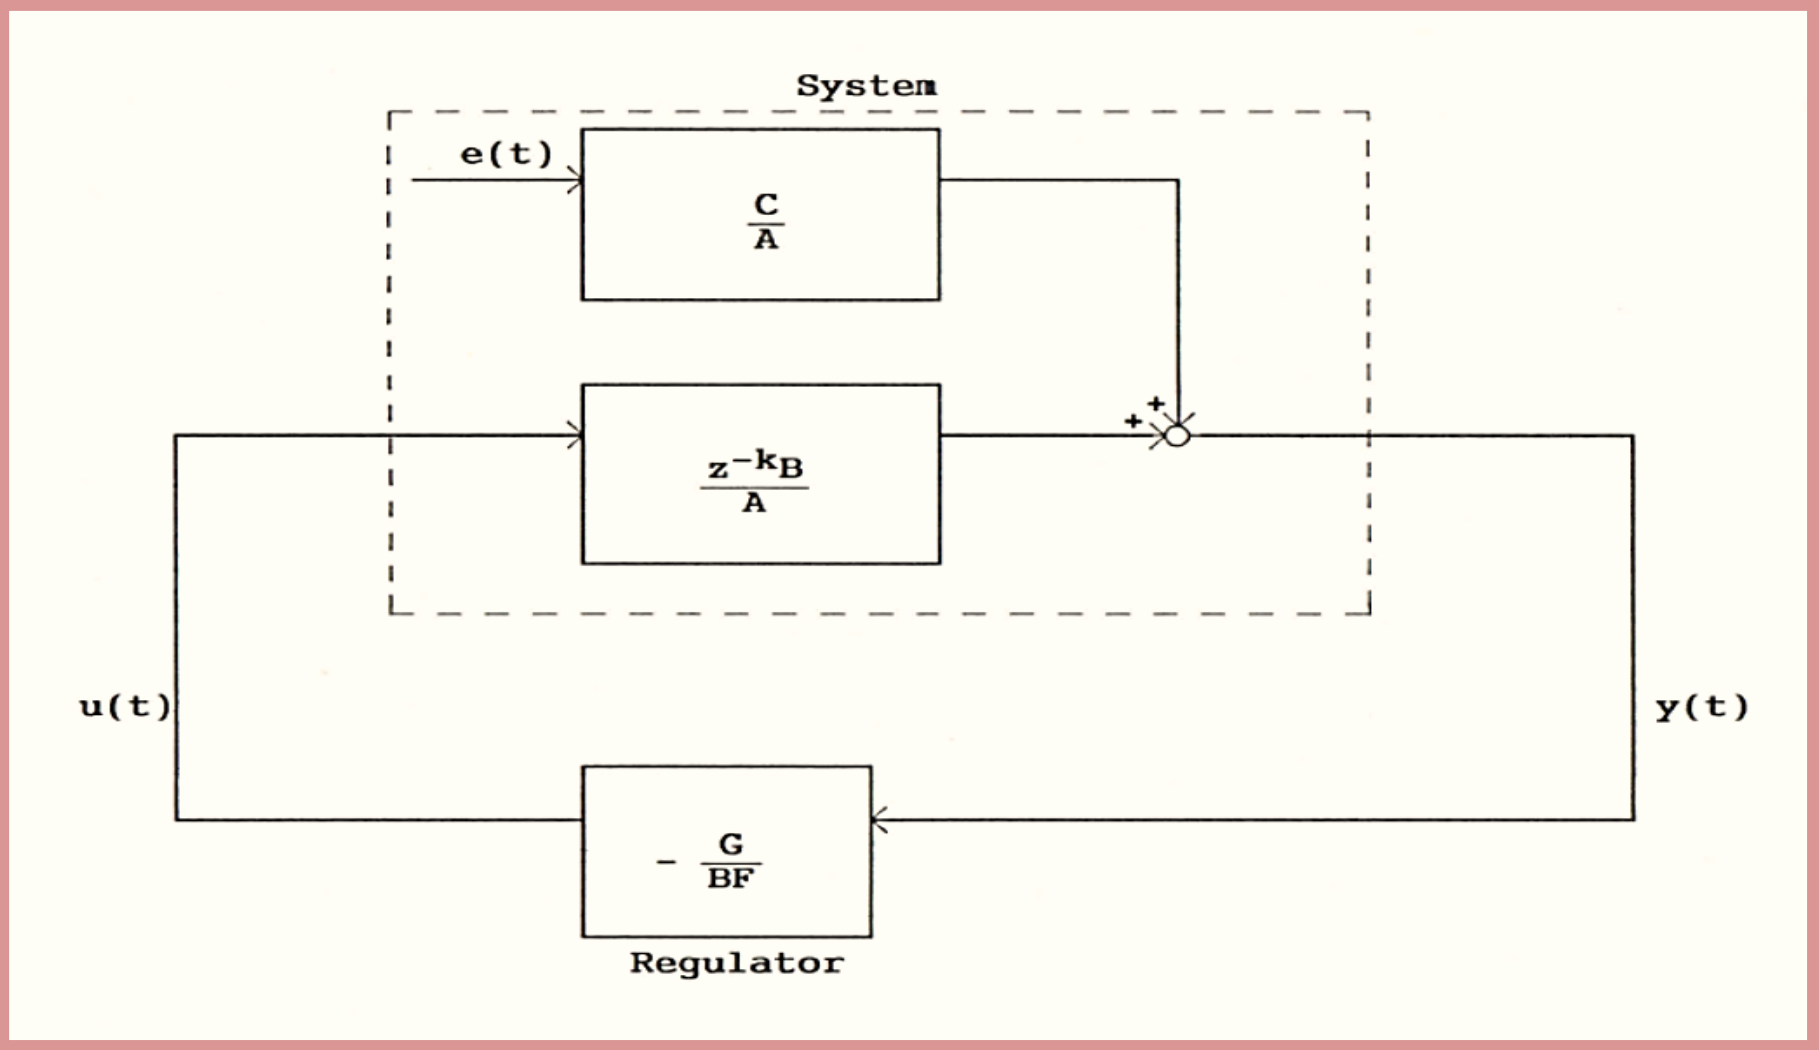 System
e(t)
C
A
+
+
z^-k B
A
u(t)
y(t)
- G
BF
Regulator